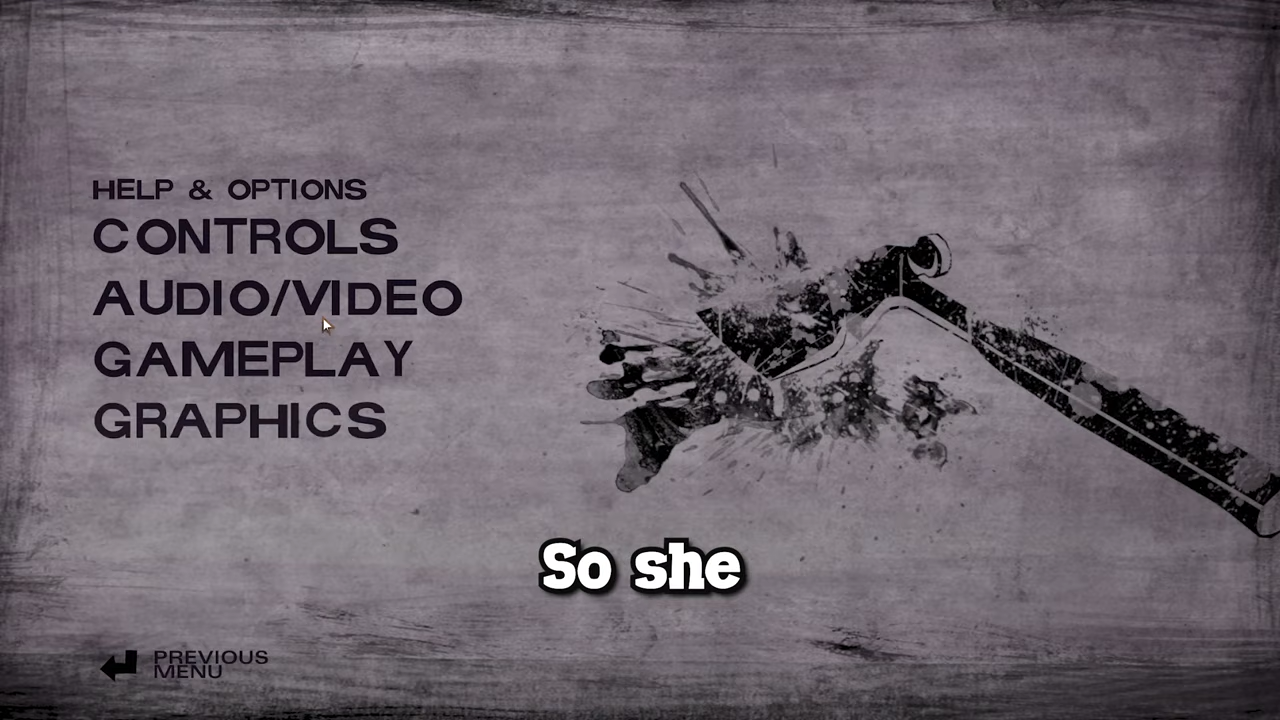 HELP & OPTIONS
CONTROLS
AUDIO/VIDEO
GAMEPLAY
GRAPHICS
So she
PREVIOUS
MENU